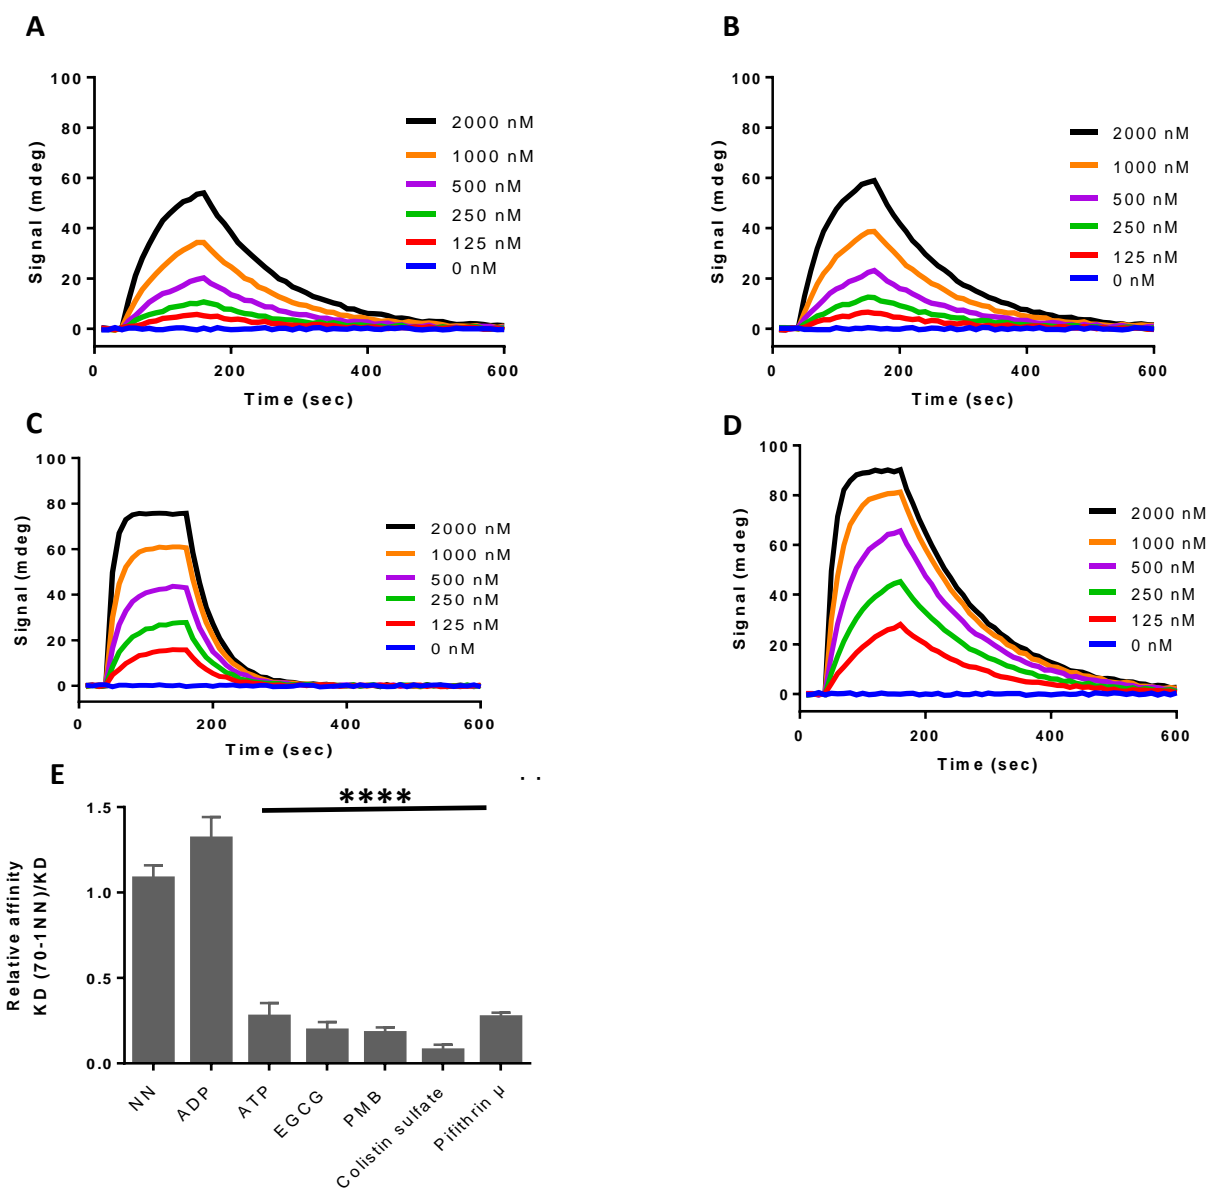 A
100
80
60
40
20
0
Signal (mdeg)
0
200
400
600
Time (sec)
2000 nM
1000 nM
500 nM
250 nM
125 nM
0 nM
B
100
80
60
40
20
0
Signal (mdeg)
0
200
400
600
Time (sec)
2000 nM
1000 nM
500 nM
250 nM
125 nM
0 nM
C
100
80
60
40
20
0
Signal (mdeg)
0
200
400
600
Time (sec)
2000 nM
1000 nM
500 nM
250 nM
125 nM
0 nM
D
100
80
60
40
20
0
Signal (mdeg)
0
200
400
600
Time (sec)
2000 nM
1000 nM
500 nM
250 nM
125 nM
0 nM
E
****
1.5
1.0
0.5
0.0
Relative affinity
KD (70-1NN)/KD
NN
ADP
ATP
EGCG
PMB
Colistin sulfate
Pifithrin µ